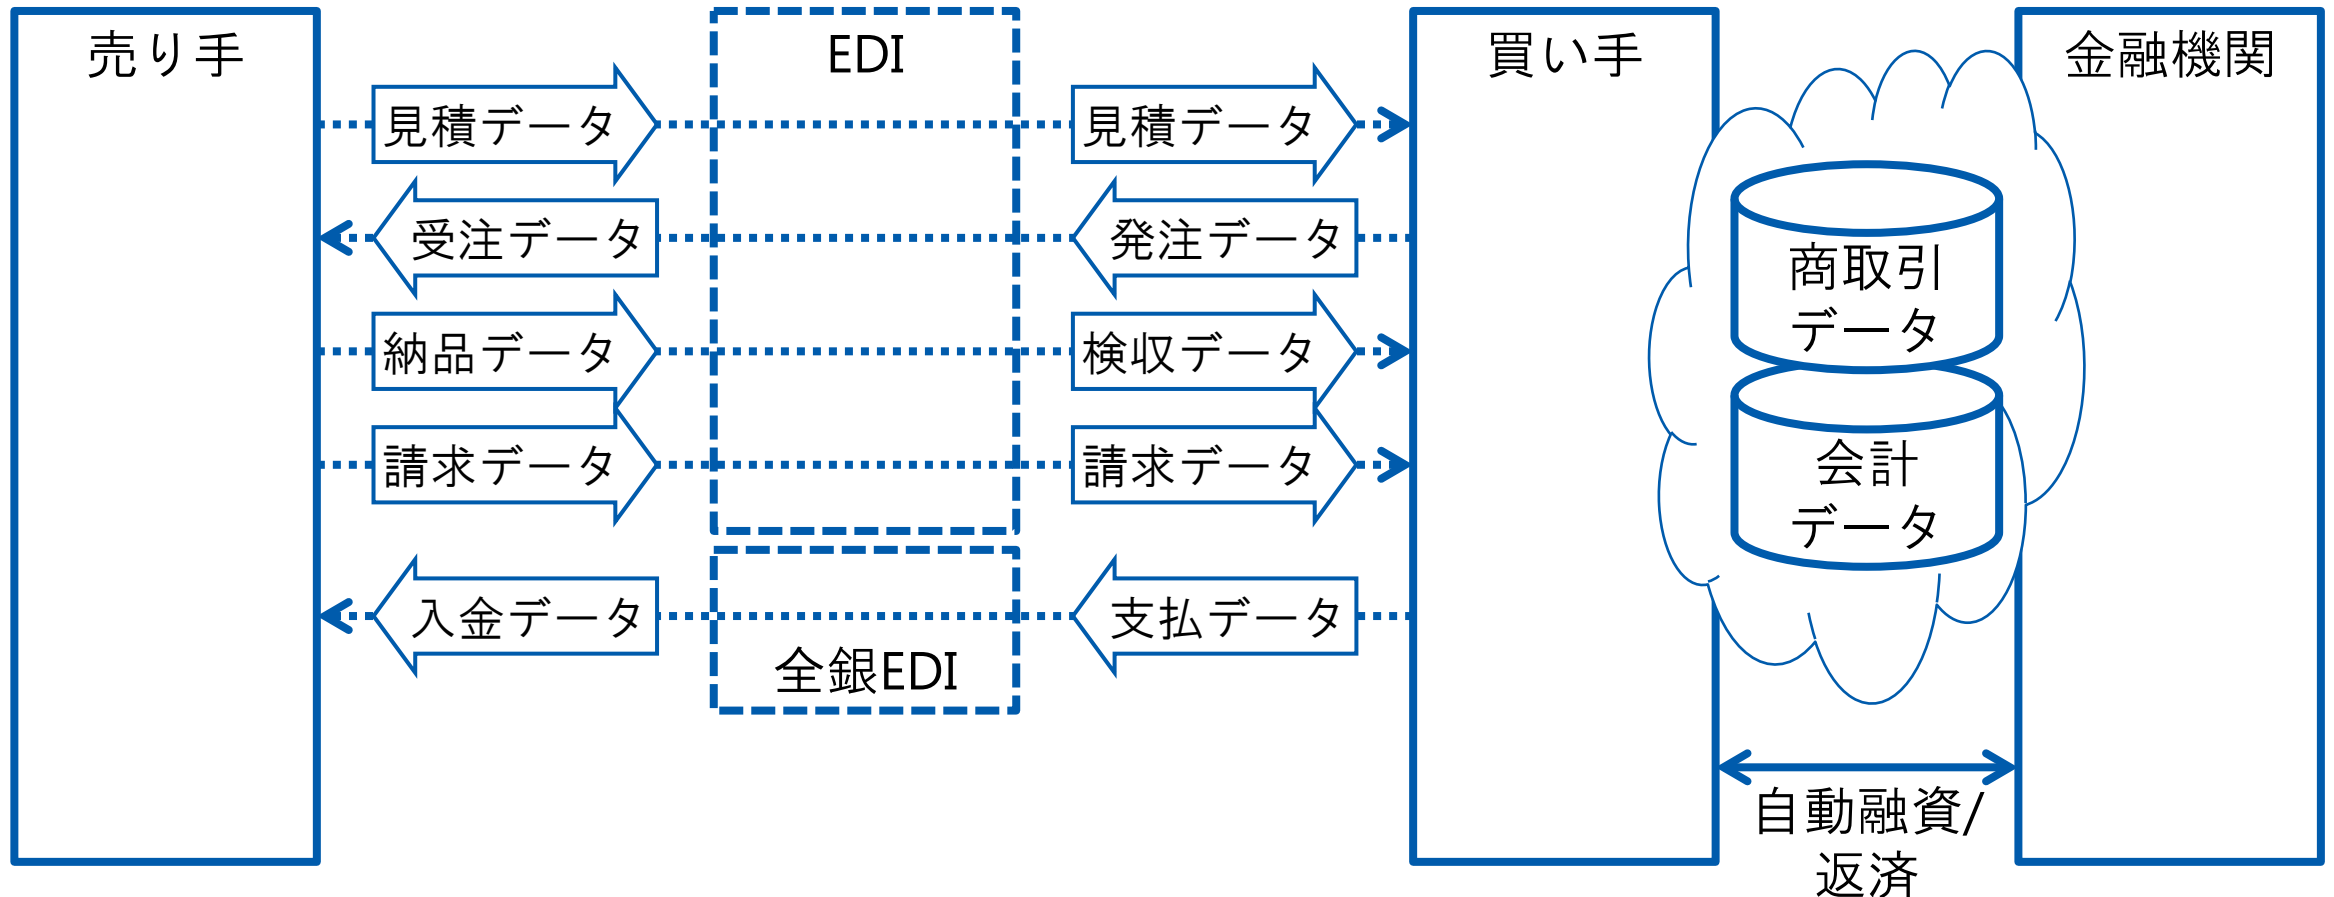 売り手
EDI
買い手
金融機関
見積データ
見積データ
受注データ
発注データ
納品データ
検収データ
請求データ
請求データ
入金データ
支払データ
全銀EDI
商取引
データ
会計
データ
自動融資/
返済